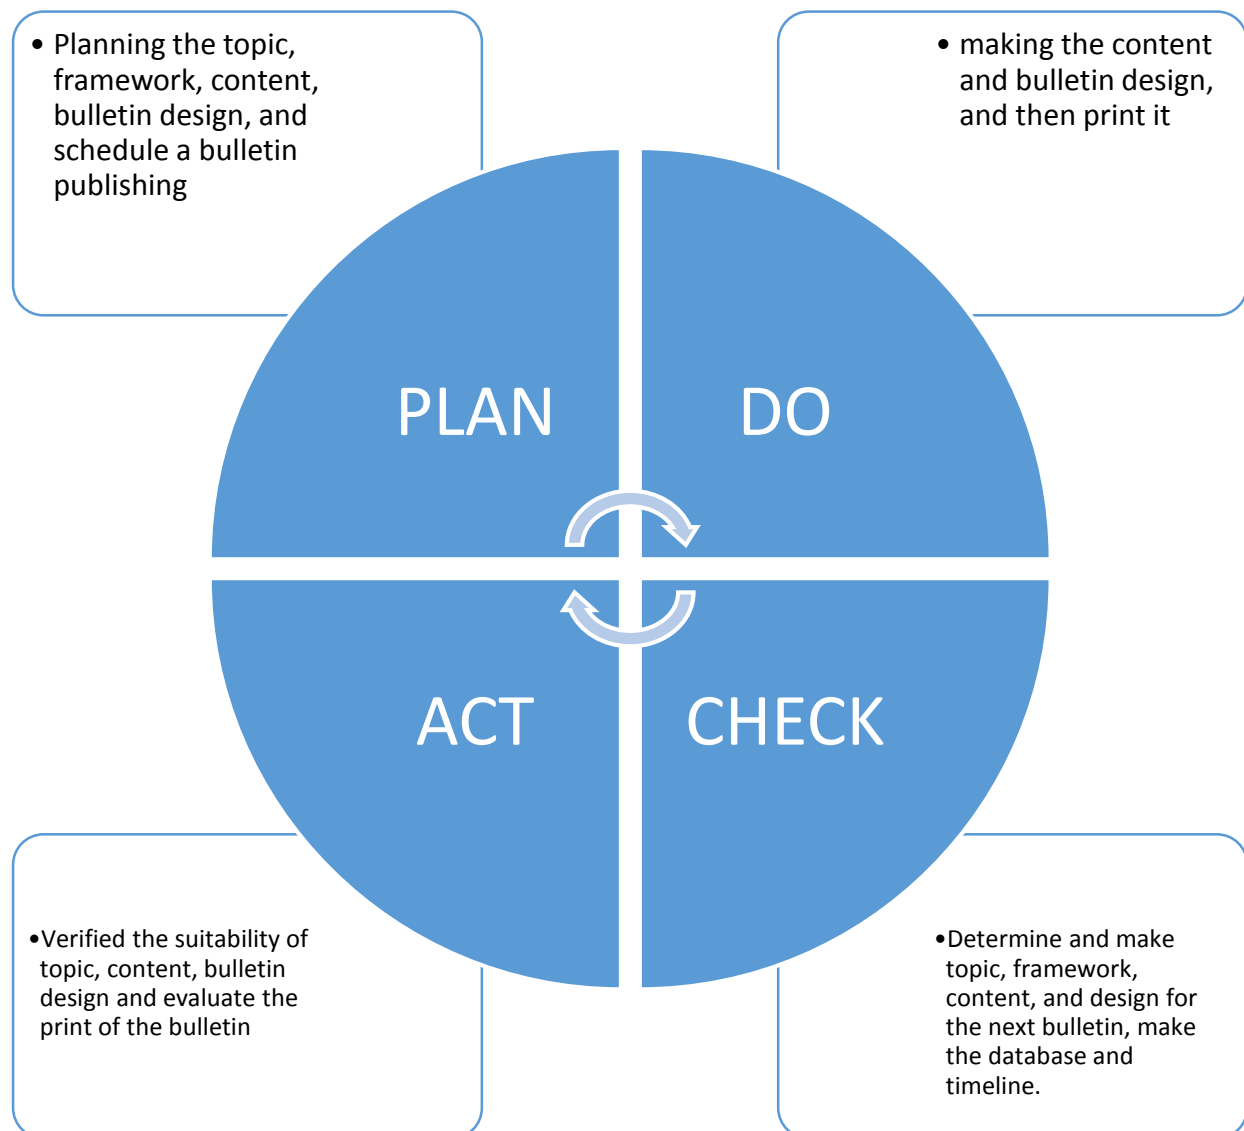 • Planning the topic,
framework, content,
bulletin design, and
schedule a bulletin
publishing
• making the content
and bulletin design,
and then print it
PLAN
DO
ACT
CHECK
•Verified the suitability of
topic, content, bulletin
design and evaluate the
print of the bulletin
•Determine and make
topic, framework,
content, and design for
the next bulletin, make
the database and
timeline.